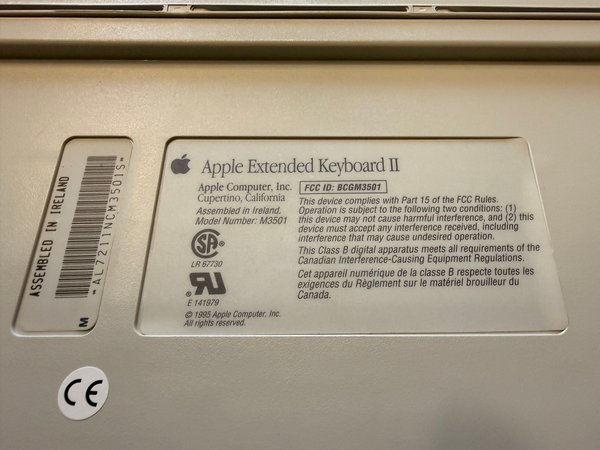 ASSEMBLED IN IRELAND
*AL7211NCM3501S*
M
Apple Extended Keyboard II
Apple Computer, Inc.
Cupertino, California
Assembled in Ireland.
Model Number: M3501
SA
LR 67730
RU
E 141979
© 1995 Apple Computer, Inc.
All rights reserved.
FCC ID: BCGM3501
This device complies with Part 15 of the FCC Rules.
Operation is subject to the following two conditions: (1)
this device may not cause harmful interference, and (2) this
device must accept any interference received, including
interference that may cause undesired operation.
This Class B digital apparatus meets all requirements of the
Canadian Interference-Causing Equipment Regulations.
Cet appareil numérique de la classe B respecte toutes les
exigences du Règlement sur le matériel brouilleur du
Canada.
CE